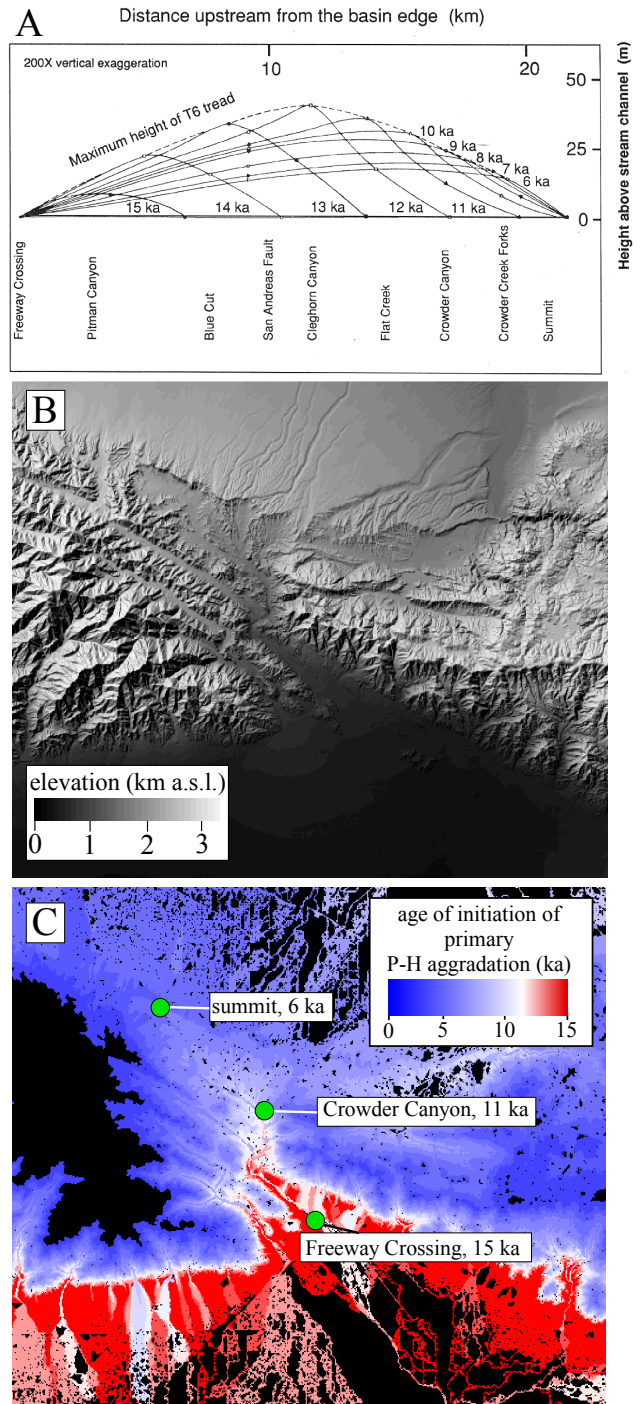 A
Distance upstream from the basin edge (km)
10
20
200X vertical exaggeration
50
25
0
Height above stream channel (m)
Maximum height of T6 tread
10 ka
9 ka
8 ka
7 ka
6 ka
15 ka
14 ka
13 ka
12 ka
11 ka
Freeway Crossing
Pitman Canyon
Blue Cut
San Andreas Fault
Cleghorn Canyon
Flat Creek
Crowder Canyon
Crowder Creek Forks
Summit
B
elevation (km a.s.l.)
0 1 2 3
C
age of initiation of
primary
P-H aggradation (ka)
0 5 10 15
summit, 6 ka
Crowder Canyon, 11 ka
Freeway Crossing, 15 ka